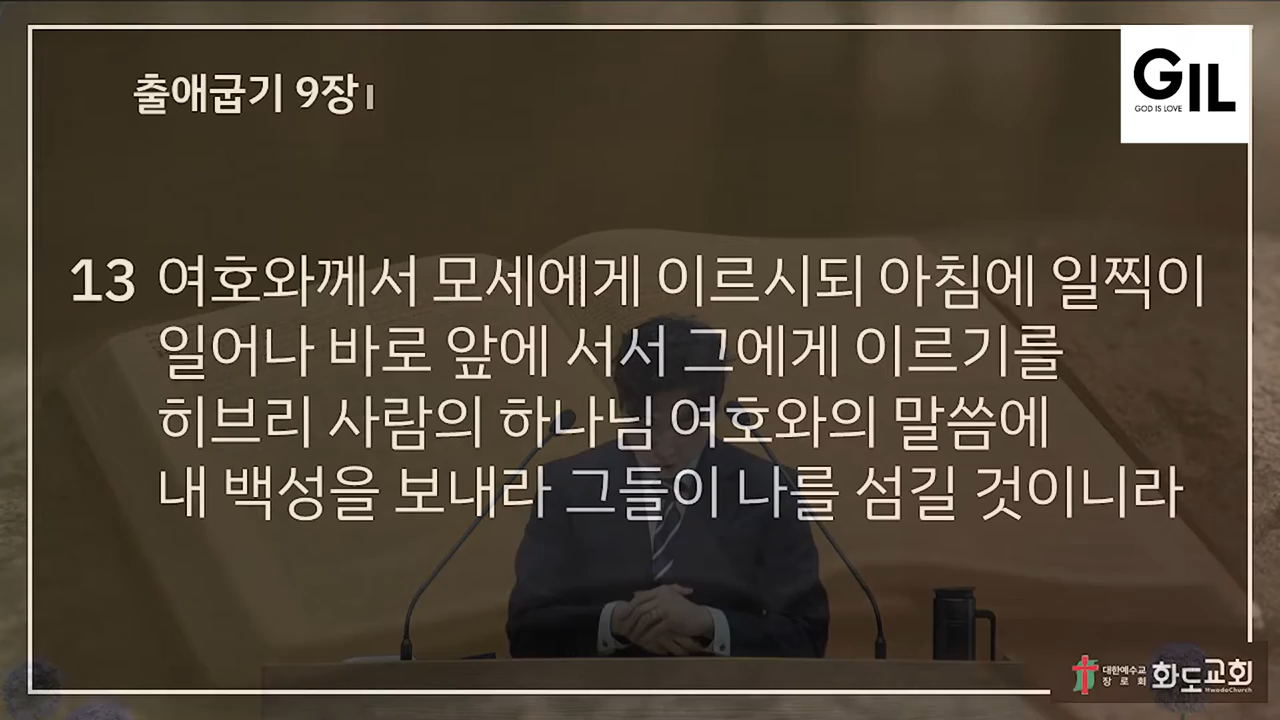 출애굽기 9장
GIL
GOD IS LOVE
13 여호와께서 모세에게 이르시되 아침에 일찍이
일어나 바로 앞에 서서 그에게 이르기를
히브리 사람의 하나님 여호와의 말씀에
내 백성을 보내라 그들이 나를 섬길 것이니라
대한예수교
장로회
화도교회
HwadoChurch